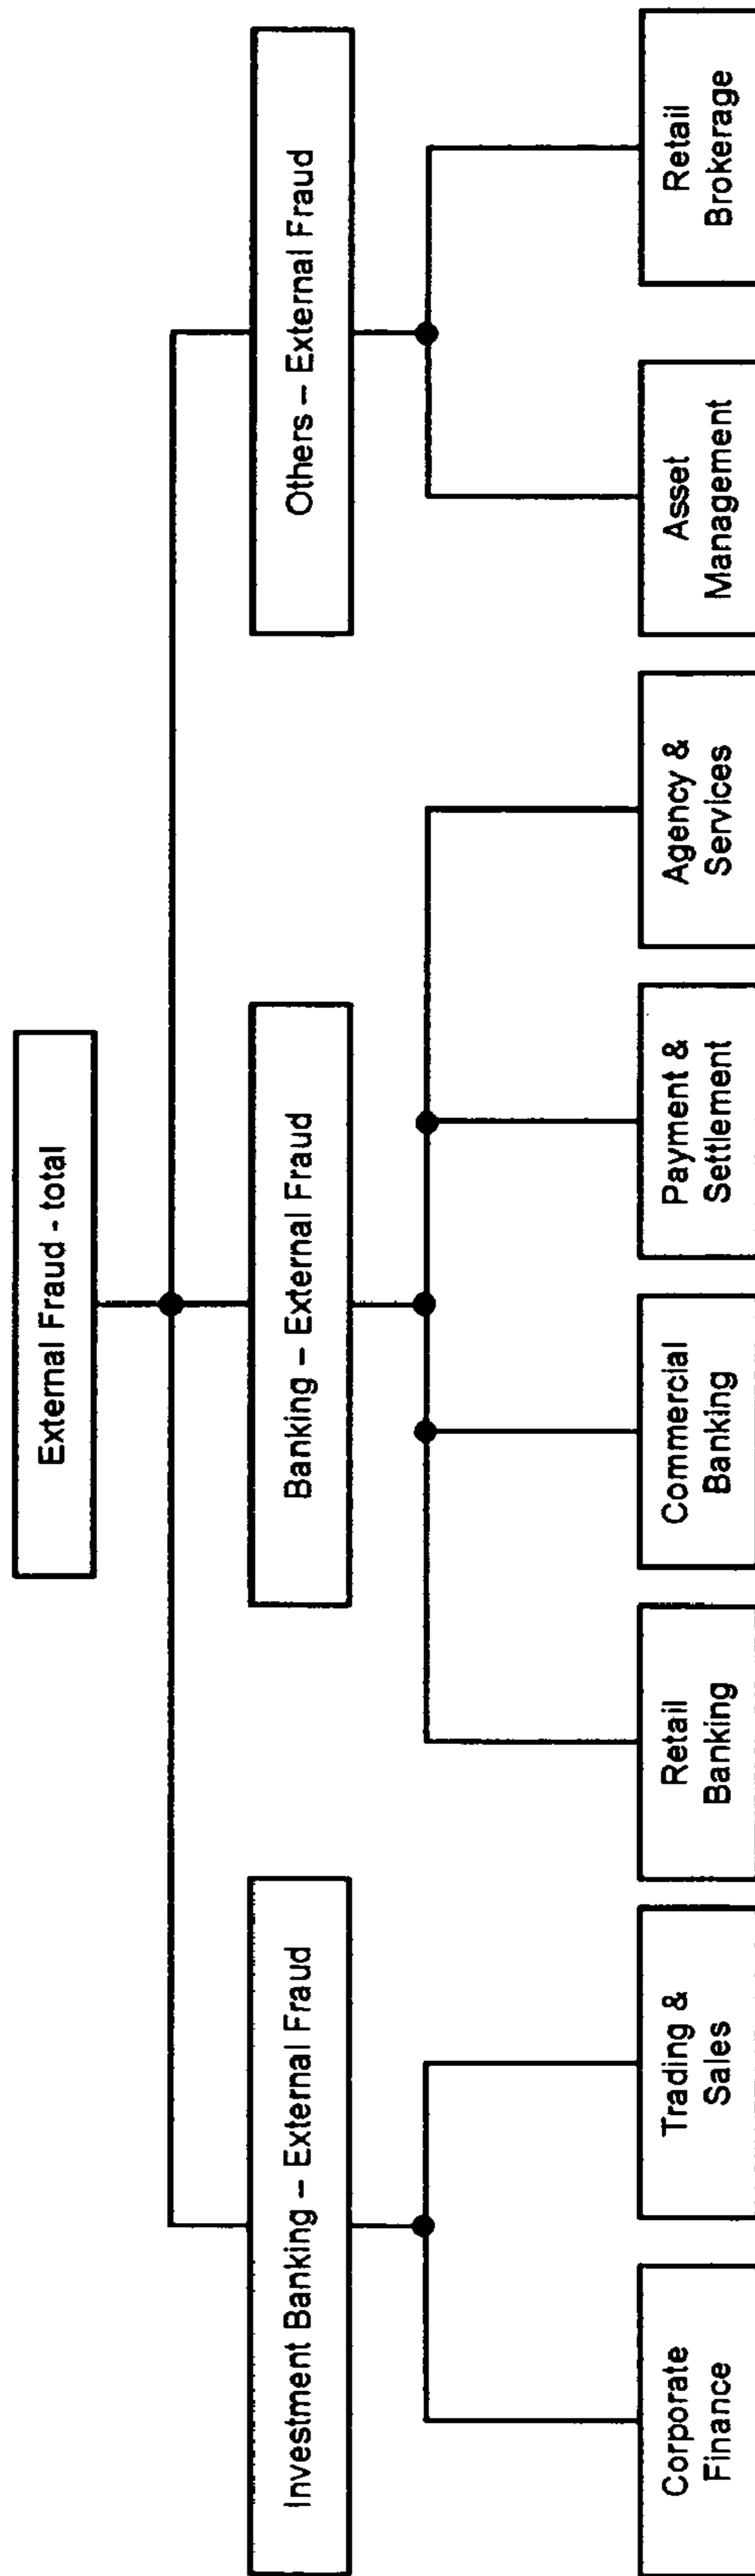 External Fraud - total
Investment Banking – External Fraud
Banking – External Fraud
Others – External Fraud
Corporate
Finance
Trading &
Sales
Retail
Banking
Commercial
Banking
Payment &
Settlement
Agency &
Services
Asset
Management
Retail
Brokerage